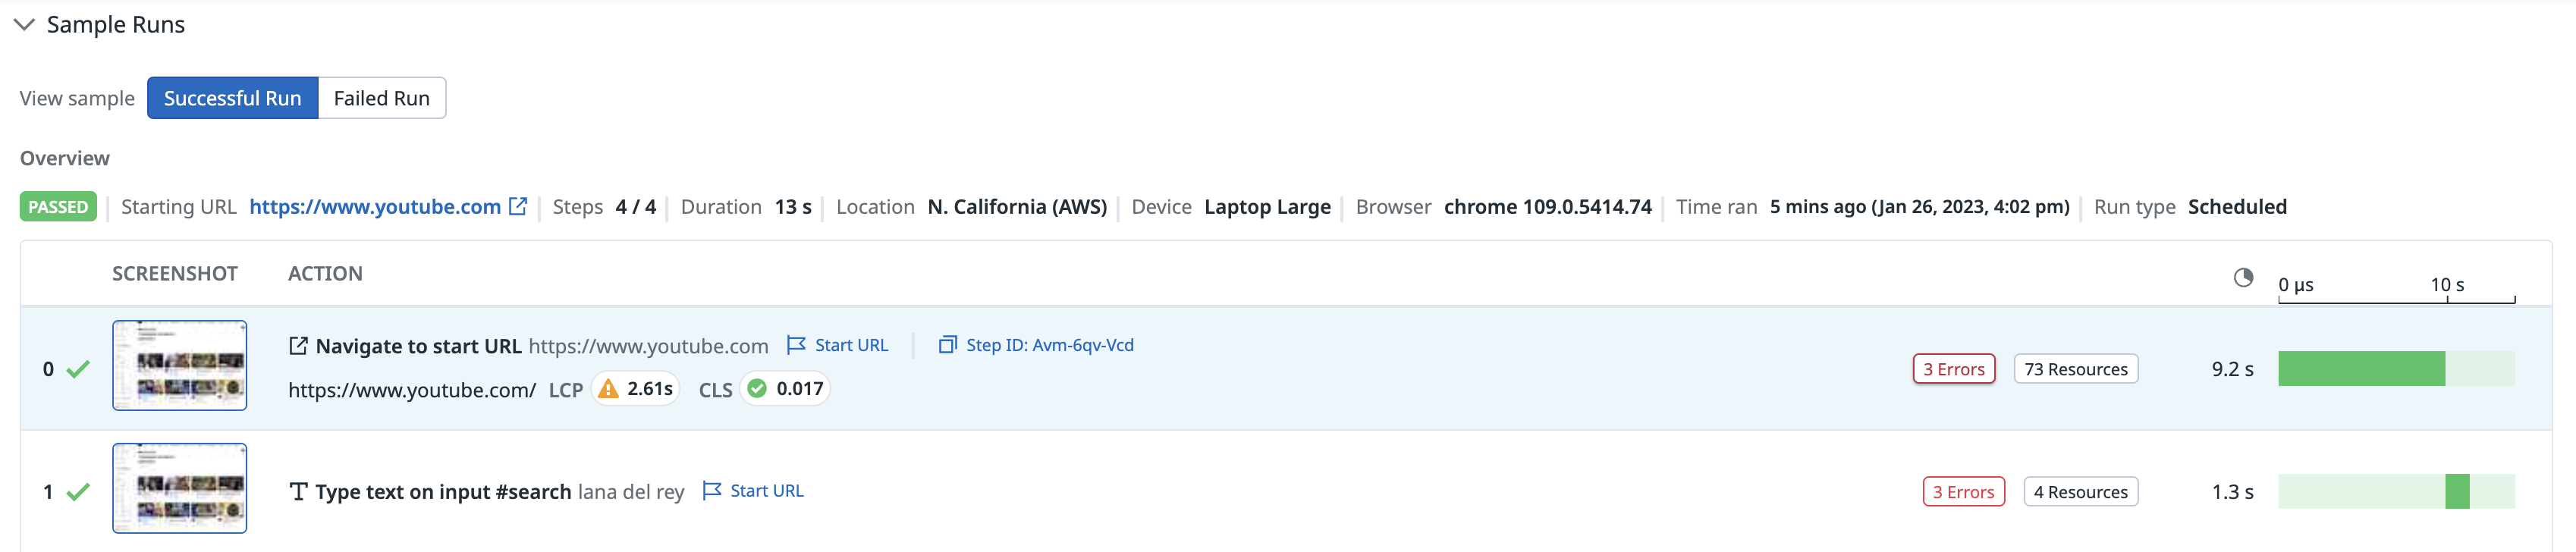 Sample Runs
View sample Successful Run Failed Run
Overview
PASSED Starting URL https://www.youtube.com Steps 4 / 4 Duration 13 s Location N. California (AWS) Device Laptop Large Browser chrome 109.0.5414.74 Time ran 5 mins ago (Jan 26, 2023, 4:02 pm) Run type Scheduled
SCREENSHOT ACTION 0 µs 10 s
0 Navigate to start URL https://www.youtube.com Start URL Step ID: Avm-6qv-Vcd 3 Errors 73 Resources 9.2 s
https://www.youtube.com/ LCP 2.61s CLS 0.017
1 Type text on input #search lana del rey Start URL 3 Errors 4 Resources 1.3 s